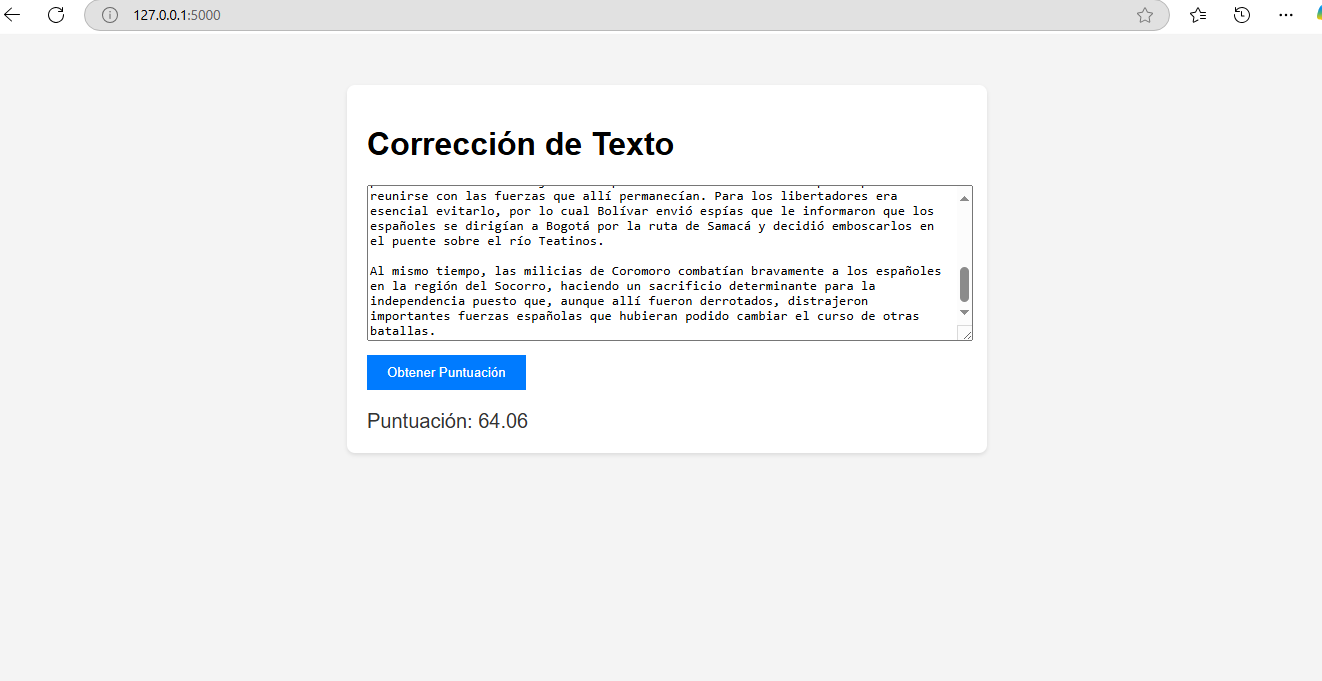 127.0.0.1:5000
Corrección de Texto
reunirse con las fuerzas que allí permanecían. Para los libertadores era
esencial evitarlo, por lo cual Bolívar envió espías que le informaron que los
españoles se dirigían a Bogotá por la ruta de Samacá y decidió emboscarlos en
el puente sobre el río Teatinos.
Al mismo tiempo, las milicias de Coromoro combatían bravamente a los españoles
en la región del Socorro, haciendo un sacrificio determinante para la
independencia puesto que, aunque allí fueron derrotados, distrajeron
importantes fuerzas españolas que hubieran podido cambiar el curso de otras
batallas.
Obtener Puntuación
Puntuación: 64.06